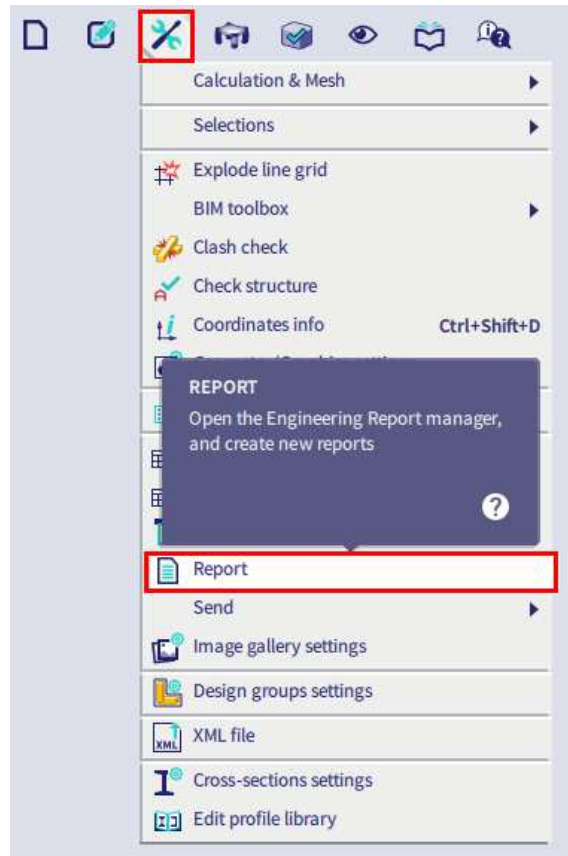 Calculation & Mesh
Selections
Explode line grid
BIM toolbox
Clash check
Check structure
Coordinates info Ctrl+Shift+D
REPORT
Open the Engineering Report manager,
and create new reports
?
Report
Send
Image gallery settings
Design groups settings
XML
XML file
Cross-sections settings
Edit profile library